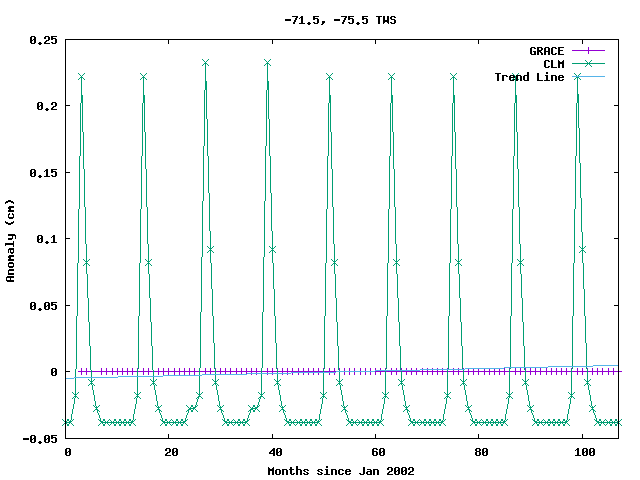 -71.5, -75.5 TWS
GRACE
CLM
Trend Line
0.25
0.2
0.15
0.1
0.05
0
-0.05
Anomaly (cm)
0 20 40 60 80 100
Months since Jan 2002